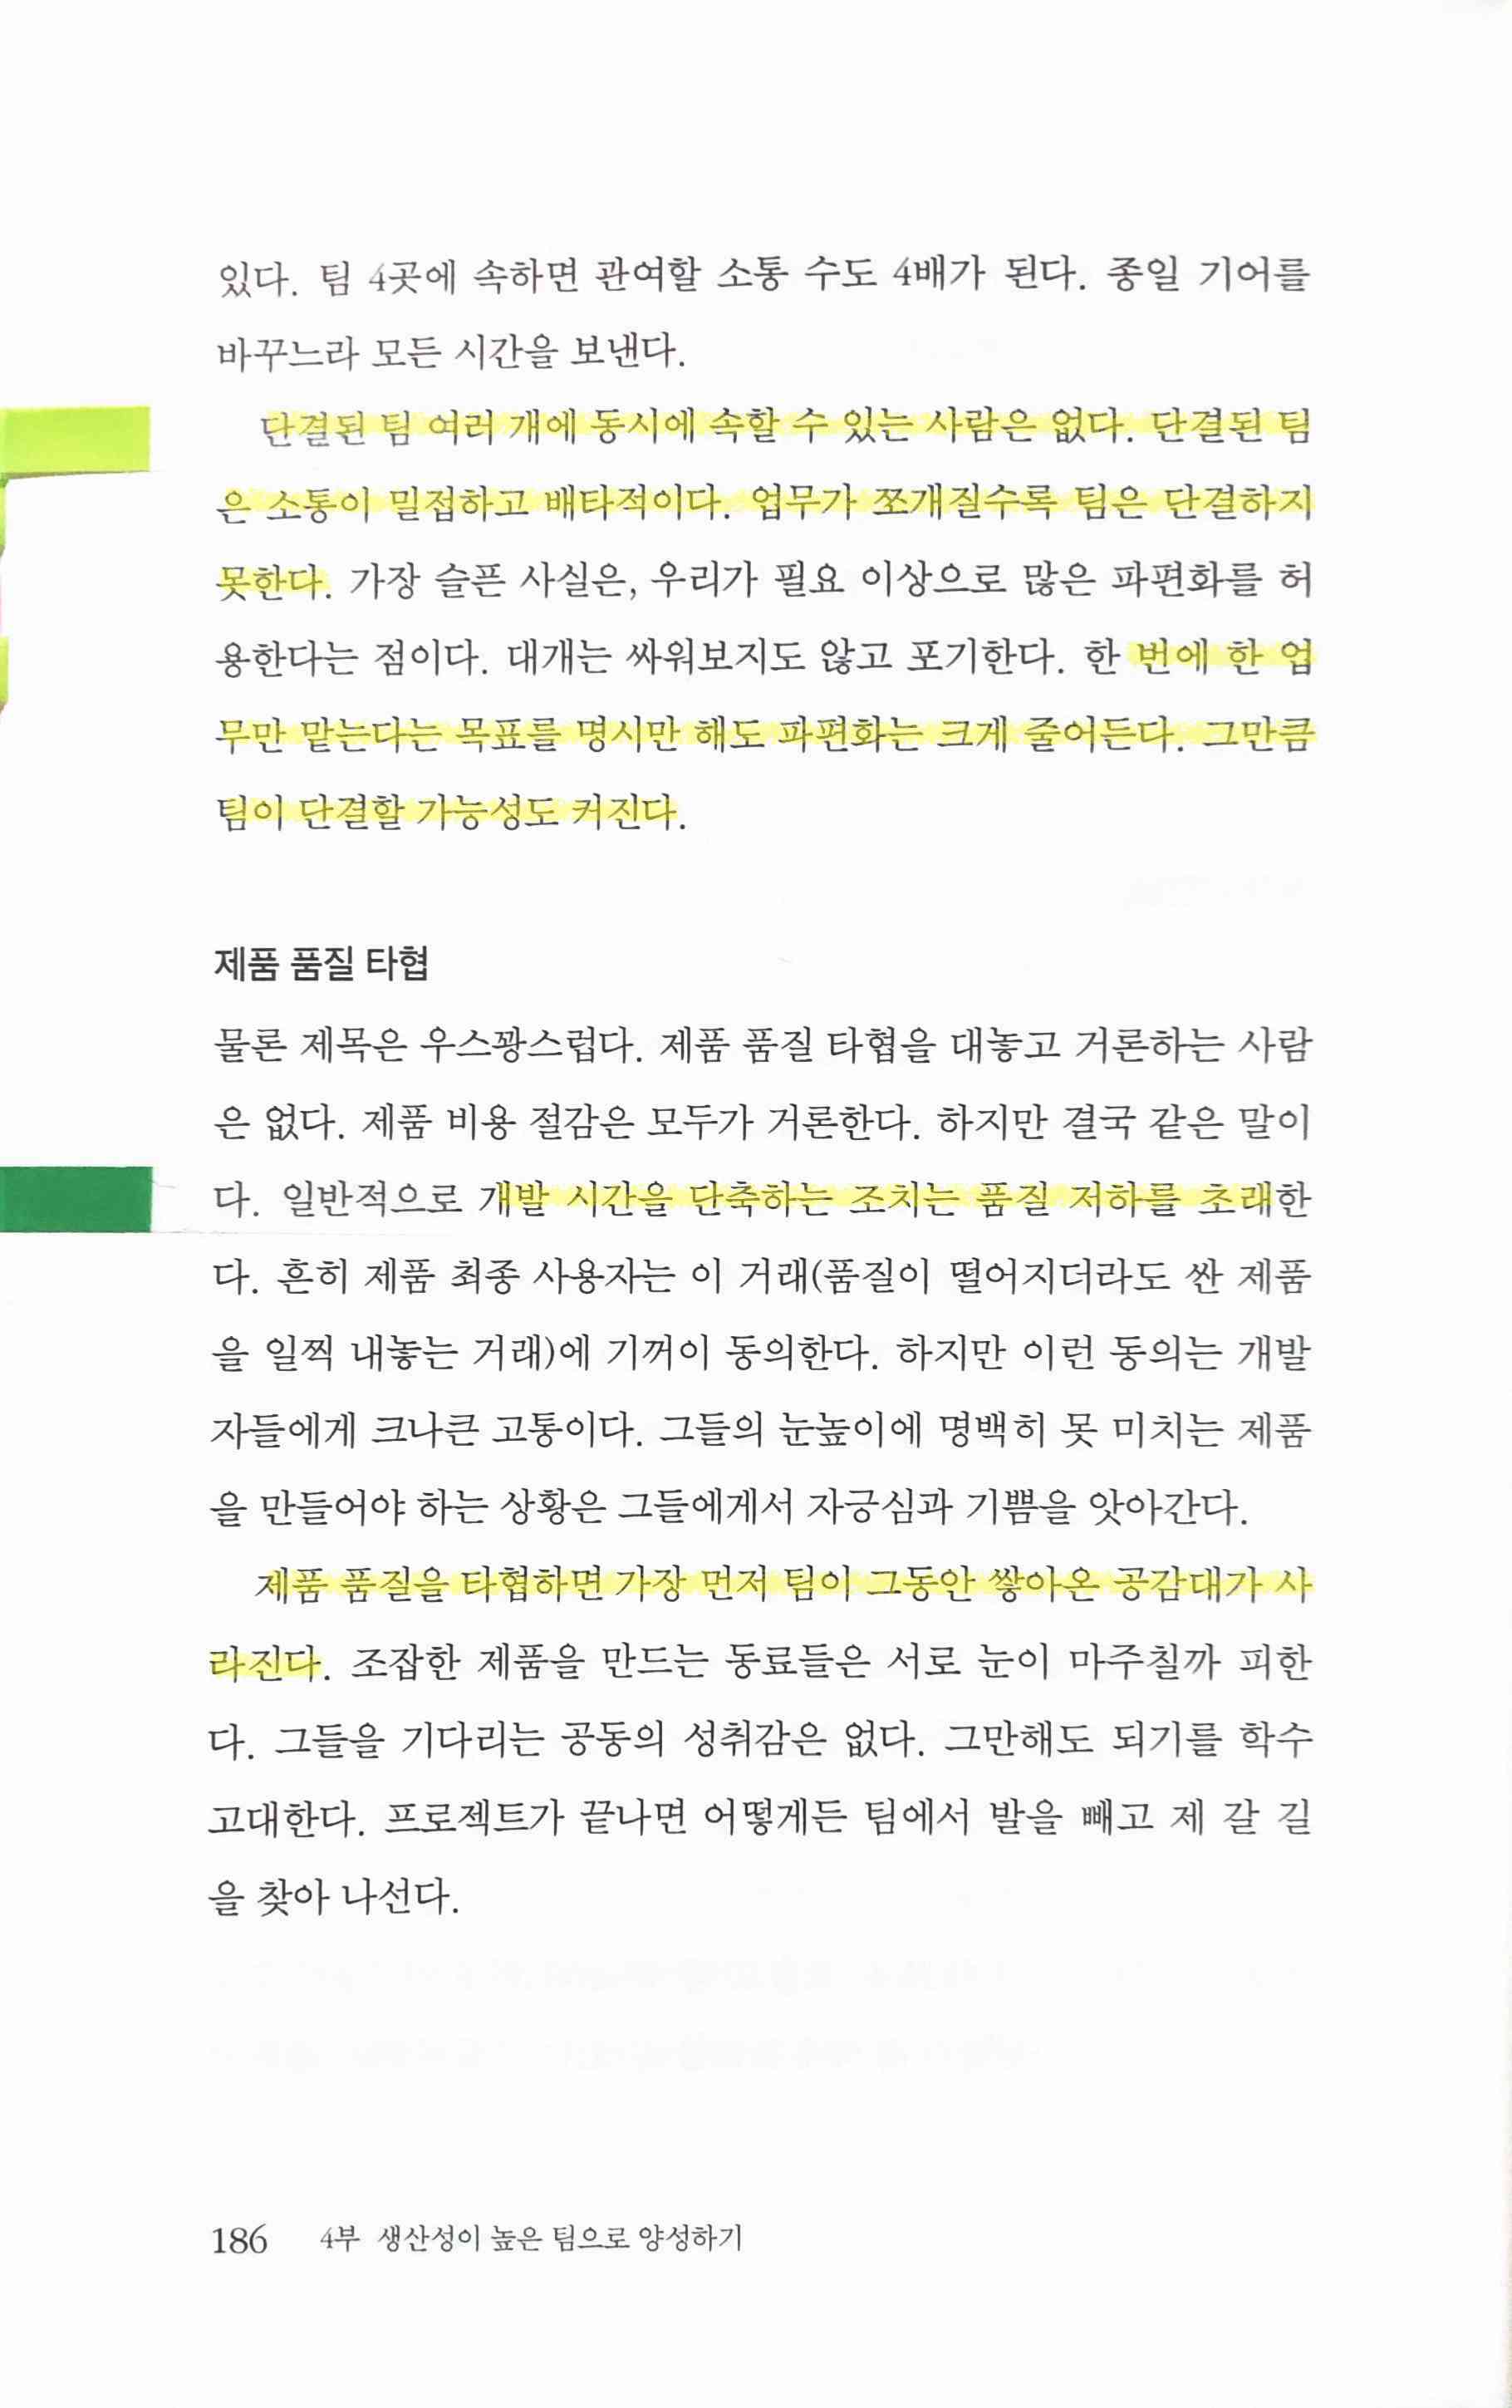 있다. 팀 4곳에 속하면 관여할 소통 수도 4배가 된다. 종일 기어를
바꾸느라 모든 시간을 보낸다.
단결된 팀 여러 개에 동시에 속할 수 있는 사람은 없다. 단결된 팀
은 소통이 밀접하고 배타적이다. 업무가 쪼개질수록 팀은 단결하지
못한다. 가장 슬픈 사실은, 우리가 필요 이상으로 많은 파편화를 허
용한다는 점이다. 대개는 싸워보지도 않고 포기한다. 한 번에 한 업
무만 맡는다는 목표를 명시만 해도 파편화는 크게 줄어든다. 그만큼
팀이 단결할 가능성도 커진다.
제품 품질 타협
물론 제목은 우스꽝스럽다. 제품 품질 타협을 대놓고 거론하는 사람
은 없다. 제품 비용 절감은 모두가 거론한다. 하지만 결국 같은 말이
다. 일반적으로 개발 시간을 단축하는 조치는 품질 저하를 초래한
다. 흔히 제품 최종 사용자는 이 거래(품질이 떨어지더라도 싼 제품
을 일찍 내놓는 거래)에 기꺼이 동의한다. 하지만 이런 동의는 개발
자들에게 크나큰 고통이다. 그들의 눈높이에 명백히 못 미치는 제품
을 만들어야 하는 상황은 그들에게서 자긍심과 기쁨을 앗아간다.
제품 품질을 타협하면 가장 먼저 팀이 그동안 쌓아온 공감대가 사
라진다. 조잡한 제품을 만드는 동료들은 서로 눈이 마주칠까 피한
다. 그들을 기다리는 공동의 성취감은 없다. 그만해도 되기를 학수
고대한다. 프로젝트가 끝나면 어떻게든 팀에서 발을 빼고 제 갈 길
을 찾아 나선다.
186 4부 생산성이 높은 팀으로 양성하기